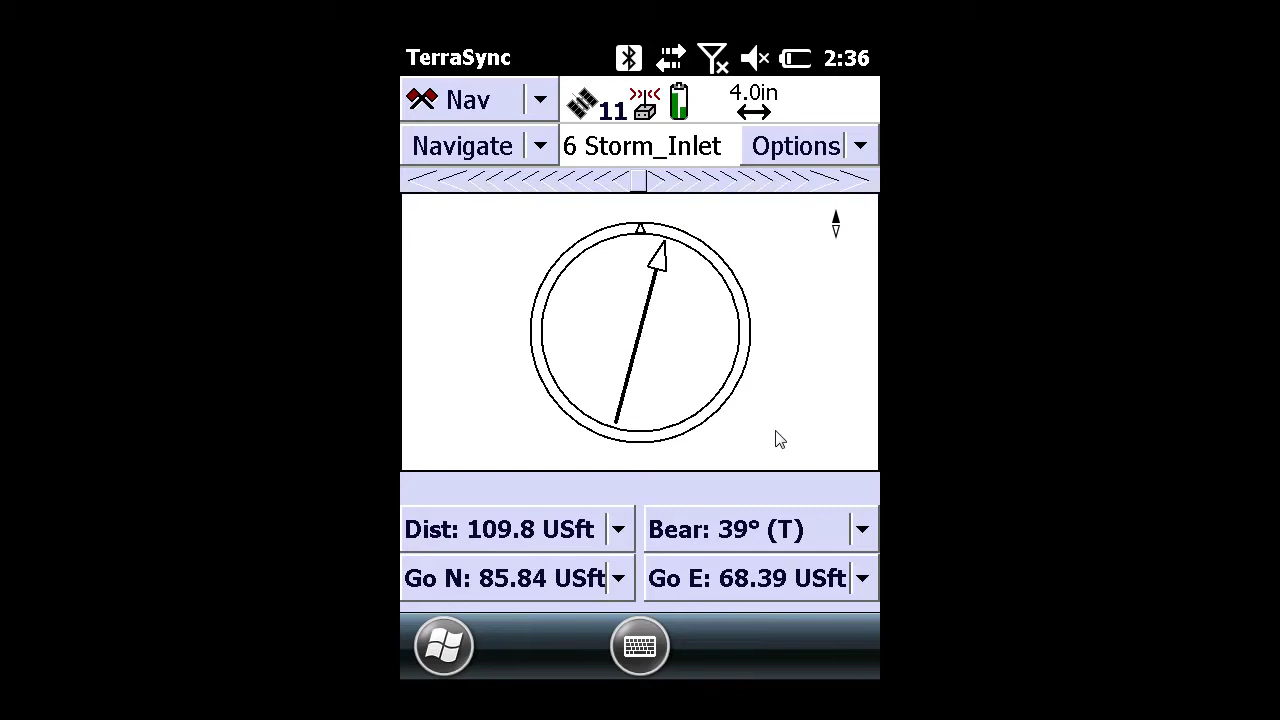 TerraSync 2:36
Nav 11 4.0in
Navigate 6 Storm_Inlet Options
Dist: 109.8 USft Bear: 39° (T)
Go N: 85.84 USft Go E: 68.39 USft